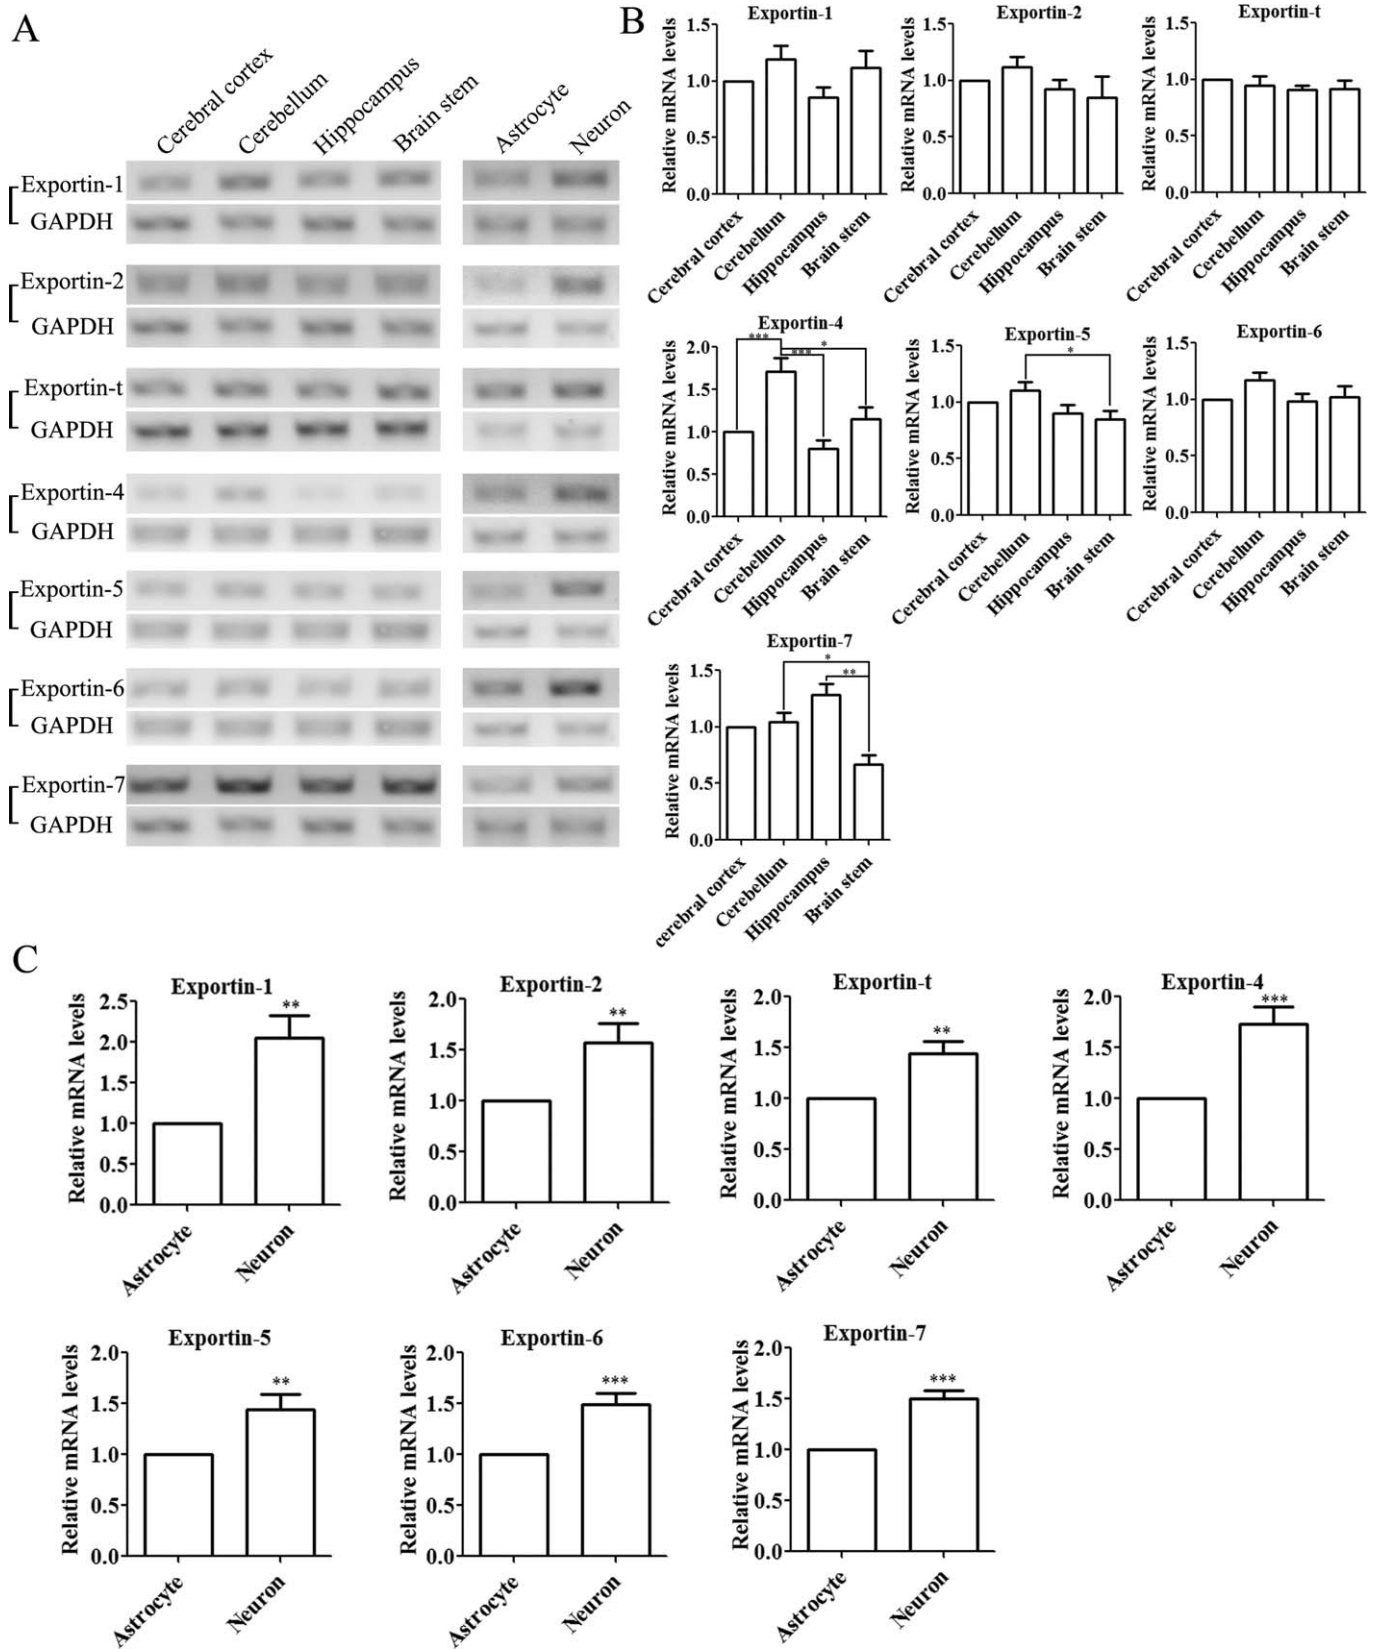 A
Cerebral cortex
Cerebellum
Hippocampus
Brain stem
Astrocyte
Neuron
Exportin-1
GAPDH
Exportin-2
GAPDH
Exportin-t
GAPDH
Exportin-4
GAPDH
Exportin-5
GAPDH
Exportin-6
GAPDH
Exportin-7
GAPDH
B
Exportin-1
Relative mRNA levels
1.5
1.0
0.5
0.0
Cerebral cortex
Cerebellum
Hippocampus
Brain stem
Exportin-2
Relative mRNA levels
1.5
1.0
0.5
0.0
Cerebral cortex
Cerebellum
Hippocampus
Brain stem
Exportin-t
Relative mRNA levels
1.5
1.0
0.5
0.0
Cerebral cortex
Cerebellum
Hippocampus
Brain stem
Exportin-4
Relative mRNA levels
2.0
1.5
1.0
0.5
0.0
***
***
*
Cerebral cortex
Cerebellum
Hippocampus
Brain stem
Exportin-5
Relative mRNA levels
1.5
1.0
0.5
0.0
*
Cerebral cortex
Cerebellum
Hippocampus
Brain stem
Exportin-6
Relative mRNA levels
1.5
1.0
0.5
0.0
Cerebral cortex
Cerebellum
Hippocampus
Brain stem
Exportin-7
Relative mRNA levels
1.5
1.0
0.5
0.0
*
**
cerebral cortex
Cerebellum
Hippocampus
Brain stem
C
Exportin-1
Relative mRNA levels
2.5
2.0
1.5
1.0
0.5
0.0
**
Astrocyte
Neuron
Exportin-2
Relative mRNA levels
2.0
1.5
1.0
0.5
0.0
**
Astrocyte
Neuron
Exportin-t
Relative mRNA levels
2.0
1.5
1.0
0.5
0.0
**
Astrocyte
Neuron
Exportin-4
Relative mRNA levels
2.0
1.5
1.0
0.5
0.0
***
Astrocyte
Neuron
Exportin-5
Relative mRNA levels
2.0
1.5
1.0
0.5
0.0
**
Astrocyte
Neuron
Exportin-6
Relative mRNA levels
2.0
1.5
1.0
0.5
0.0
***
Astrocyte
Neuron
Exportin-7
Relative mRNA levels
2.0
1.5
1.0
0.5
0.0
***
Astrocyte
Neuron